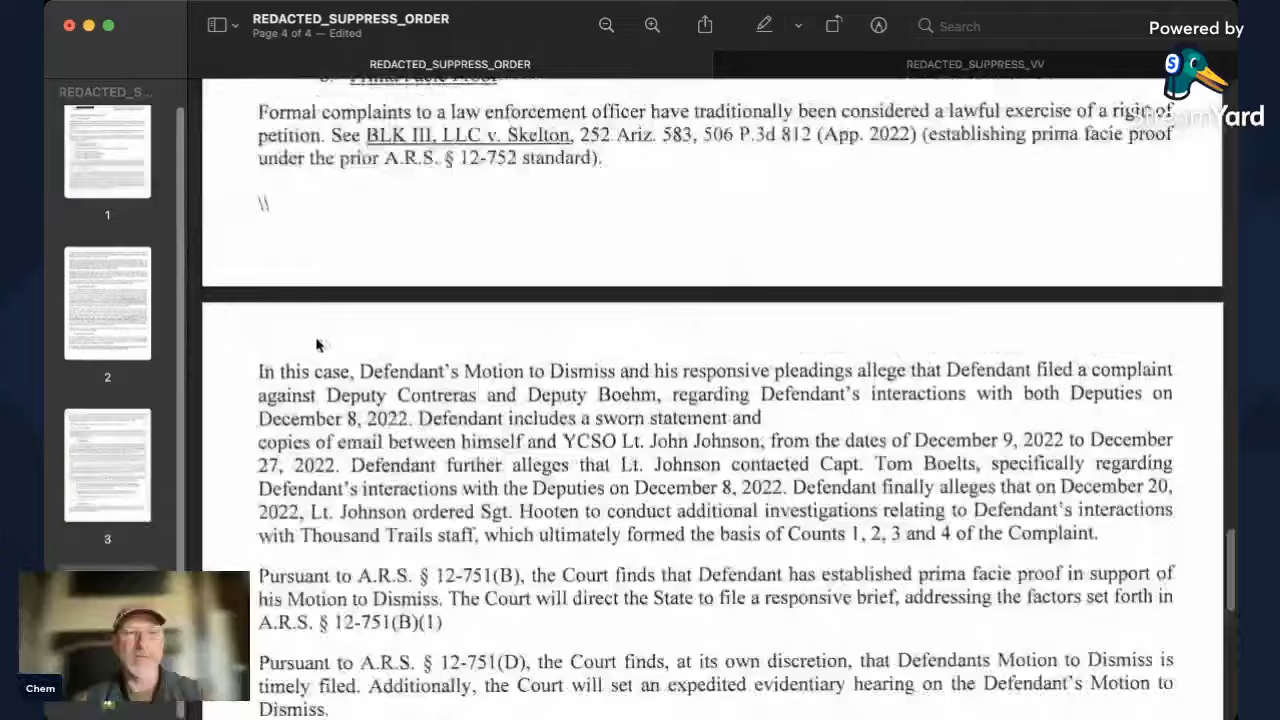 REDACTED_SUPPRESS_ORDER
Page 4 of 4 — Edited
Search
Powered by
StreamYard
REDACTED_SUPPRESS_ORDER
REDACTED_SUPPRESS_VV
REDACTED_S...
1
2
3
Prima Facie Proof
Formal complaints to a law enforcement officer have traditionally been considered a lawful exercise of a right of
petition. See BLK III, LLC v. Skelton, 252 Ariz. 583, 506 P.3d 812 (App. 2022) (establishing prima facie proof
under the prior A.R.S. § 12-752 standard).
\\
In this case, Defendant's Motion to Dismiss and his responsive pleadings allege that Defendant filed a complaint
against Deputy Contreras and Deputy Boehm, regarding Defendant's interactions with both Deputies on
December 8, 2022. Defendant includes a sworn statement and
copies of email between himself and YCSO Lt. John Johnson, from the dates of December 9, 2022 to December
27, 2022. Defendant further alleges that Lt. Johnson contacted Capt. Tom Boelts, specifically regarding
Defendant's interactions with the Deputies on December 8, 2022. Defendant finally alleges that on December 20,
2022, Lt. Johnson ordered Sgt. Hooten to conduct additional investigations relating to Defendant's interactions
with Thousand Trails staff, which ultimately formed the basis of Counts 1, 2, 3 and 4 of the Complaint.
Pursuant to A.R.S. § 12-751(B), the Court finds that Defendant has established prima facie proof in support of
his Motion to Dismiss. The Court will direct the State to file a responsive brief, addressing the factors set forth in
A.R.S. § 12-751(B)(1)
Pursuant to A.R.S. § 12-751(D), the Court finds, at its own discretion, that Defendants Motion to Dismiss is
timely filed. Additionally, the Court will set an expedited evidentiary hearing on the Defendant's Motion to
Dismiss.
Chem